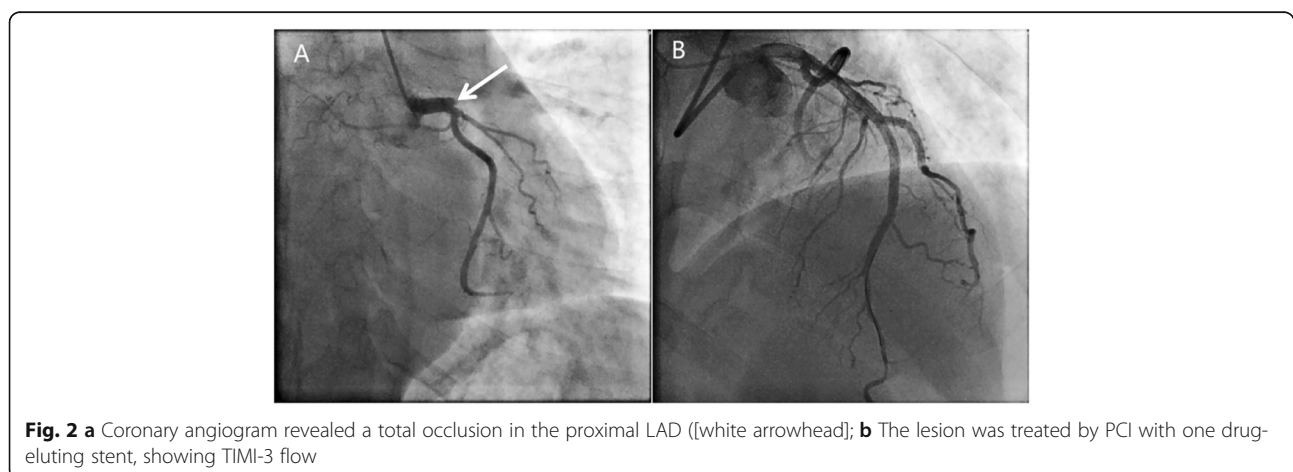 A
B
Fig. 2 a Coronary angiogram revealed a total occlusion in the proximal LAD ([white arrowhead]; b The lesion was treated by PCI with one drug-
eluting stent, showing TIMI-3 flow